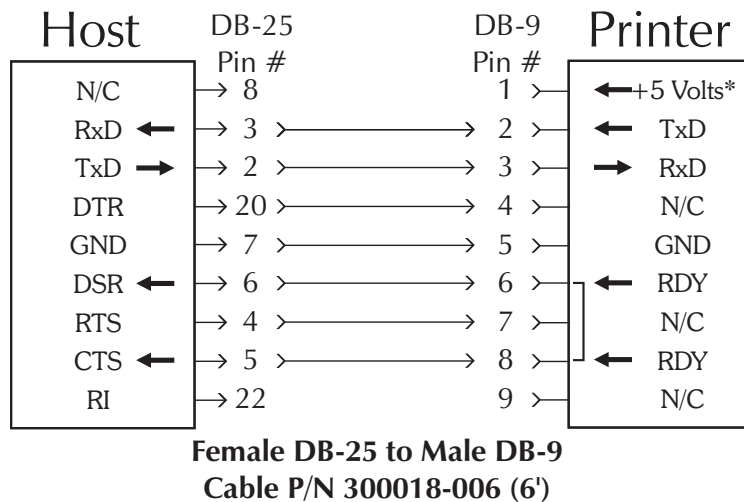 Host DB-25 DB-9 Printer
Pin # Pin #
N/C 8 1 +5 Volts*
RxD 3 2 TxD
TxD 2 3 RxD
DTR 20 4 N/C
GND 7 5 GND
DSR 6 6 RDY
RTS 4 7 N/C
CTS 5 8 RDY
RI 22 9 N/C
Female DB-25 to Male DB-9
Cable P/N 300018-006 (6')